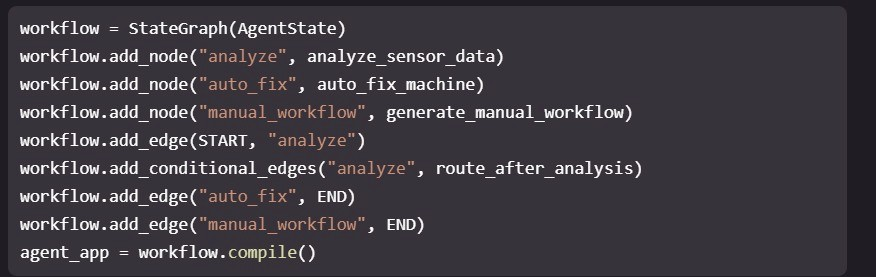 workflow = StateGraph(AgentState)
workflow.add_node("analyze", analyze_sensor_data)
workflow.add_node("auto_fix", auto_fix_machine)
workflow.add_node("manual_workflow", generate_manual_workflow)
workflow.add_edge(START, "analyze")
workflow.add_conditional_edges("analyze", route_after_analysis)
workflow.add_edge("auto_fix", END)
workflow.add_edge("manual_workflow", END)
agent_app = workflow.compile()